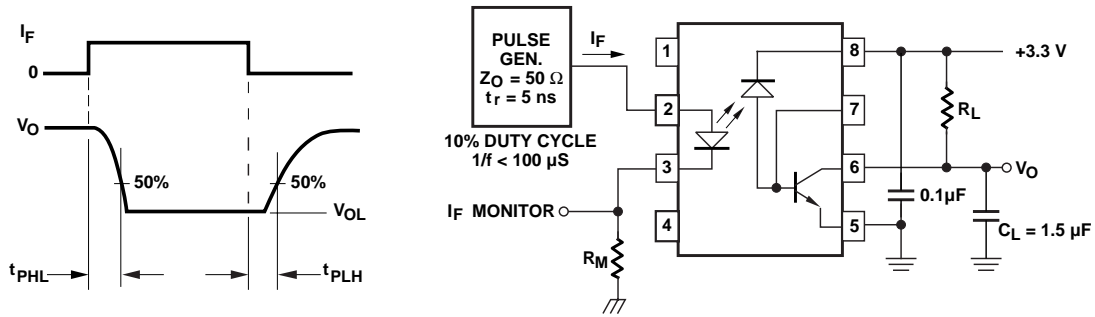 I_F
0
V_O
50%
50%
V_OL
t_PHL
t_PLH
PULSE
GEN.
Z_O = 50 Ω
t_r = 5 ns
I_F
10% DUTY CYCLE
1/f < 100 µS
I_F MONITOR
R_M
1
2
3
4
8
7
6
5
+3.3 V
R_L
V_O
0.1µF
C_L = 1.5 µF